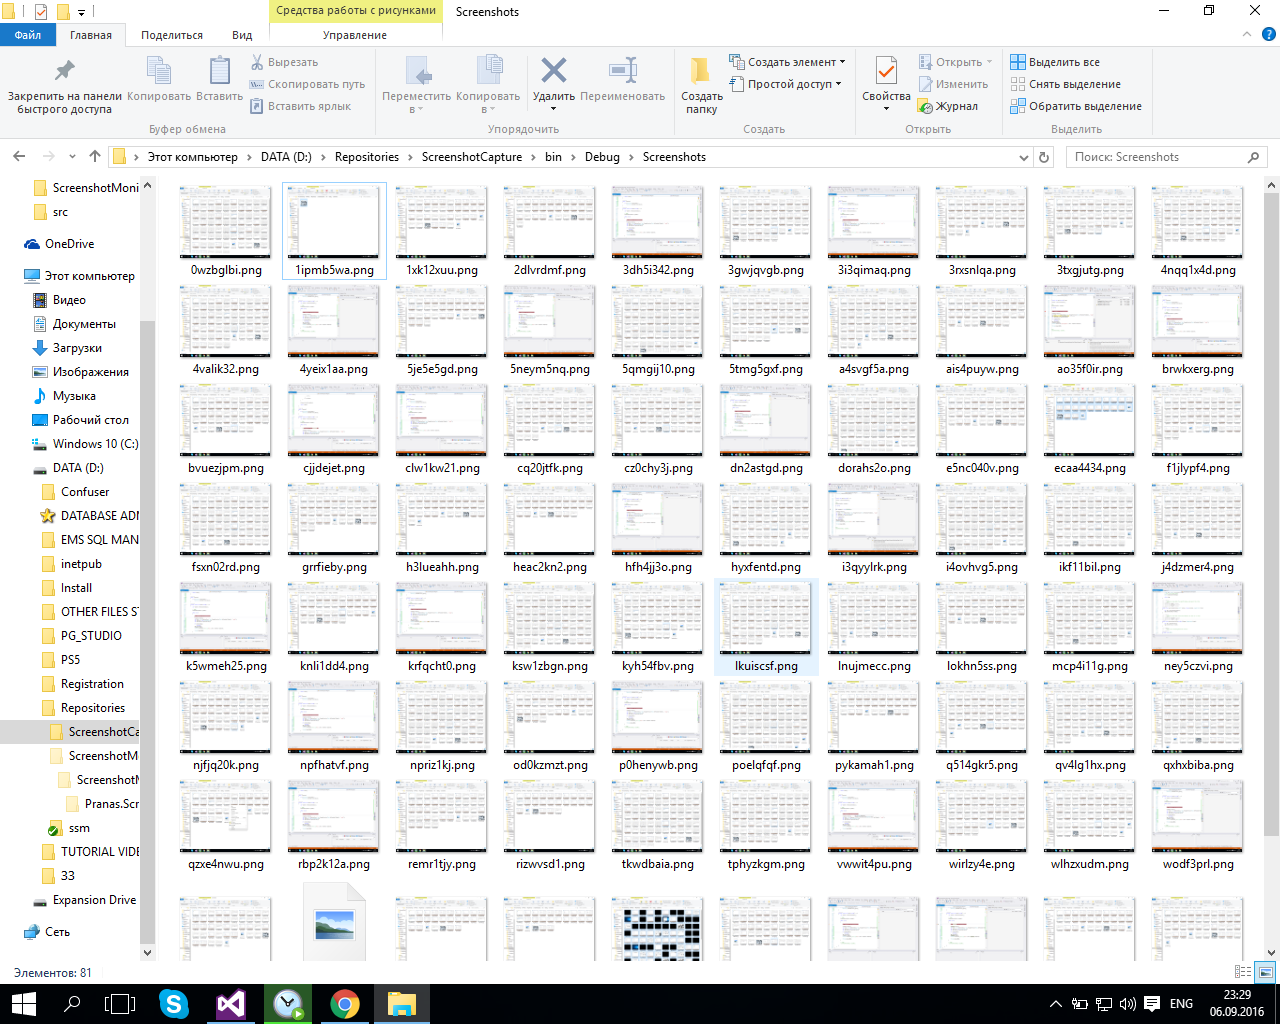 Средства работы с рисунками
Screenshots
Файл
Главная
Поделиться
Вид
Управление
Закрепить на панели быстрого доступа
Копировать
Вставить
Вырезать
Скопировать путь
Вставить ярлык
Буфер обмена
Переместить в
Копировать в
Удалить
Переименовать
Упорядочить
Создать папку
Создать элемент
Простой доступ
Создать
Свойства
Открыть
Изменить
Журнал
Открыть
Выделить все
Снять выделение
Обратить выделение
Выделить
Этот компьютер > DATA (D:) > Repositories > ScreenshotCapture > bin > Debug > Screenshots
Поиск: Screenshots
ScreenshotMoni
src
OneDrive
Этот компьютер
Видео
Документы
Загрузки
Изображения
Музыка
Рабочий стол
Windows 10 (C:)
DATA (D:)
Confuser
DATABASE ADM
EMS SQL MAN
inetpub
Install
OTHER FILES ST
PG_STUDIO
PS5
Registration
Repositories
ScreenshotCa
ScreenshotM
Screenshot
Pranas.Scr
ssm
TUTORIAL VIDE
33
Expansion Drive
Сеть
0wzbglbi.png 1ipmb5wa.png 1xk12xuu.png 2dlvrdmf.png 3dh5i342.png 3gwjqvgb.png 3i3qimaq.png 3rxsnlqa.png 3txgjutg.png 4nqq1x4d.png
4valik32.png 4yeix1aa.png 5je5e5gd.png 5neym5nq.png 5qmgij10.png 5tmg5gxf.png a4svgf5a.png ais4puyw.png ao35f0ir.png brwkxerg.png
bvuezjpm.png cjjdejet.png clw1kw21.png cq20jtfk.png cz0chy3j.png dn2astgd.png dorahs2o.png e5nc040v.png ecaa4434.png f1jlypf4.png
fsxn02rd.png grrfieby.png h3lueahh.png heac2kn2.png hfh4jj3o.png hyxfentd.png i3qyylrk.png i4ovhvg5.png ikf11bil.png j4dzmer4.png
k5wmeh25.png knli1dd4.png krfqcht0.png ksw1zbgn.png kyh54fbv.png lkuiscsf.png lnujmecc.png lokhn5ss.png mcp4i11g.png ney5czvi.png
njfjq20k.png npfhatvf.png npriz1kj.png od0kzmzt.png p0henywb.png poelqfqf.png pykamah1.png q514gkr5.png qv4lg1hx.png qxhxbiba.png
qzxe4nwu.png rbp2k12a.png remr1tjy.png rizwvsd1.png tkwdbaia.png tphyzkgm.png vwwit4pu.png wirlzy4e.png wlhzxudm.png wodf3prl.png
Элементов: 81
ENG
23:29
06.09.2016